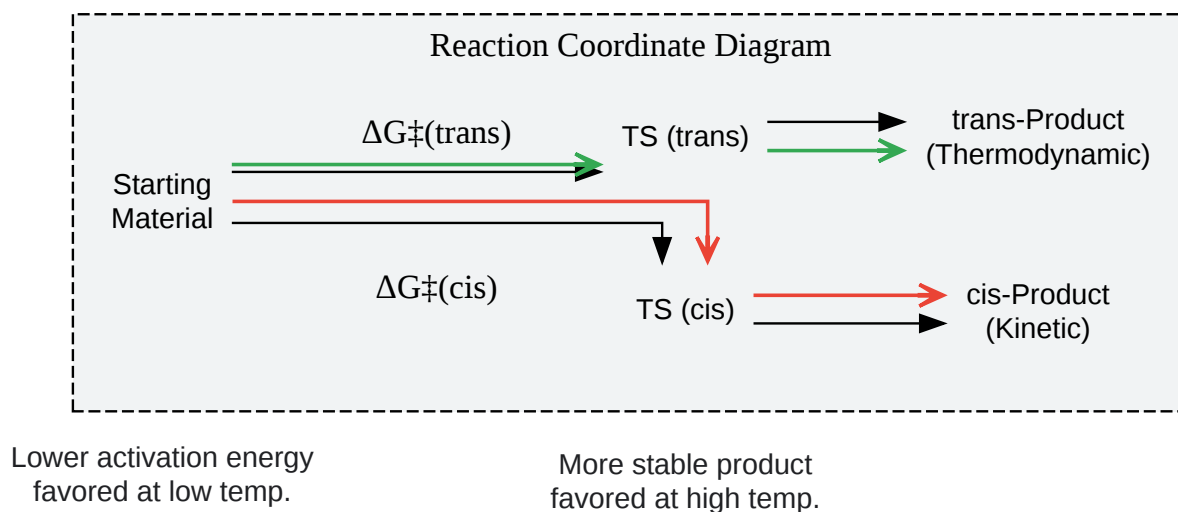 Reaction Coordinate Diagram
ΔG‡(trans)
TS (trans)
trans-Product
(Thermodynamic)
Starting
Material
ΔG‡(cis)
TS (cis)
cis-Product
(Kinetic)
Lower activation energy
favored at low temp.
More stable product
favored at high temp.